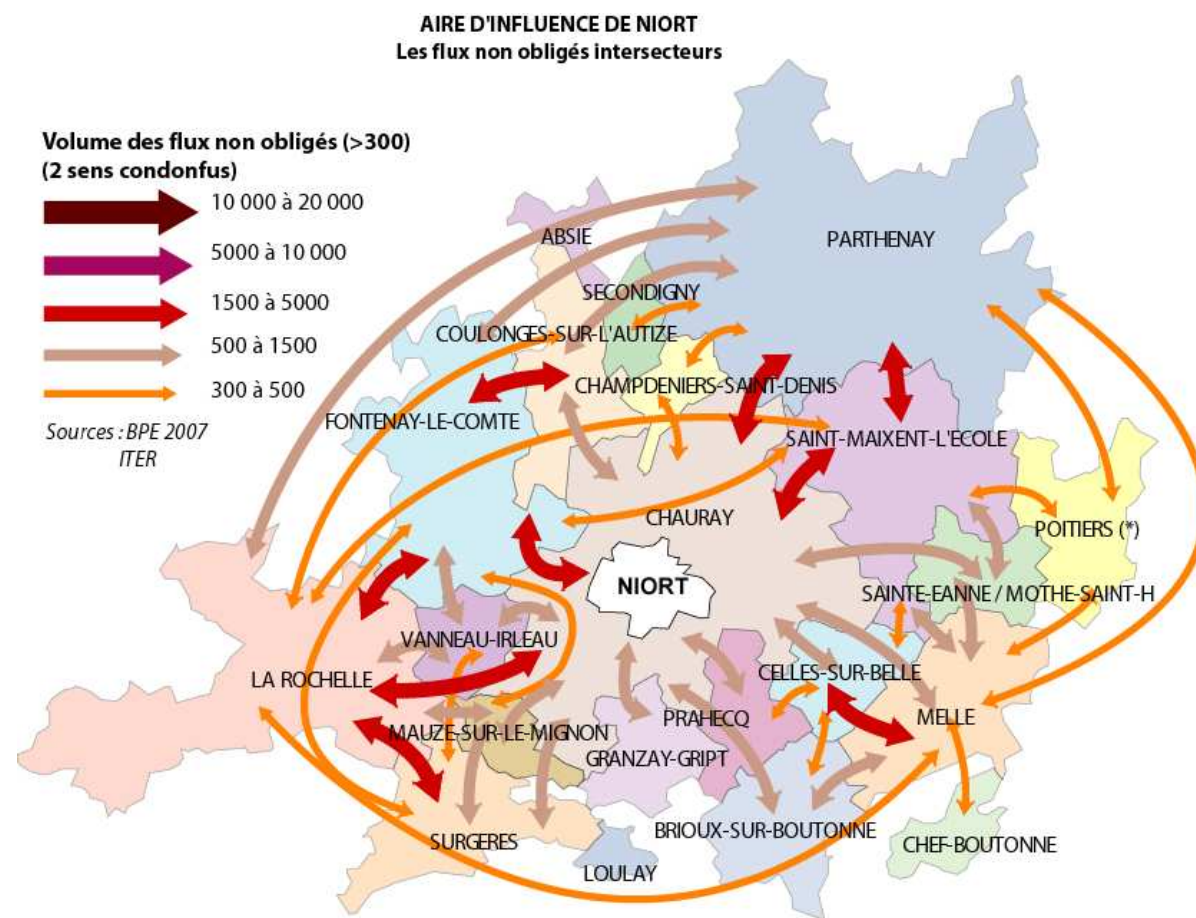 AIRE D'INFLUENCE DE NIORT
Les flux non obligés intersecteurs
Volume des flux non obligés (>300)
(2 sens condonfus)
10 000 à 20 000
5000 à 10 000
1500 à 5000
500 à 1500
300 à 500
Sources : BPE 2007
ITER
ABSIE
PARTHENAY
SECONDIGNY
COULONGES-SUR-L'AUTIZE
CHAMPDENIERS-SAINT-DENIS
FONTENAY-LE-COMTE
SAINT-MAIXENT-L'ECOLE
CHAURAY
POITIERS (*)
NIORT
SAINTE-EANNE / MOTHE-SAINT-H
VANNEAU-IRLEAU
LA ROCHELLE
CELLES-SUR-BELLE
MAUZE-SUR-LE-MIGNON
PRAHECQ
MELLE
GRANZAY-GRIPT
SURGERES
BRIOUX-SUR-BOUTONNE
CHEF-BOUTONNE
LOULAY